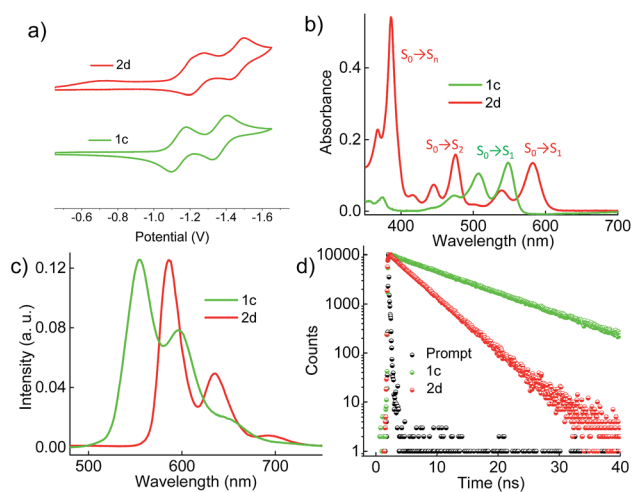 a)
2d
1c
-0.6 -0.8 -1.0 -1.2 -1.4 -1.6
Potential (V)
b)
Absorbance
0.4
0.2
0.0
S₀→Sₙ
1c
2d
S₀→S₂
S₀→S₁
S₀→S₁
400 500 600 700
Wavelength (nm)
c)
Intensity (a. u.)
0.12
0.08
0.04
0.00
1c
2d
500 600 700
Wavelength (nm)
d)
Counts
10000
1000
100
10
1
Prompt
1c
2d
0 10 20 30 40
Time (ns)